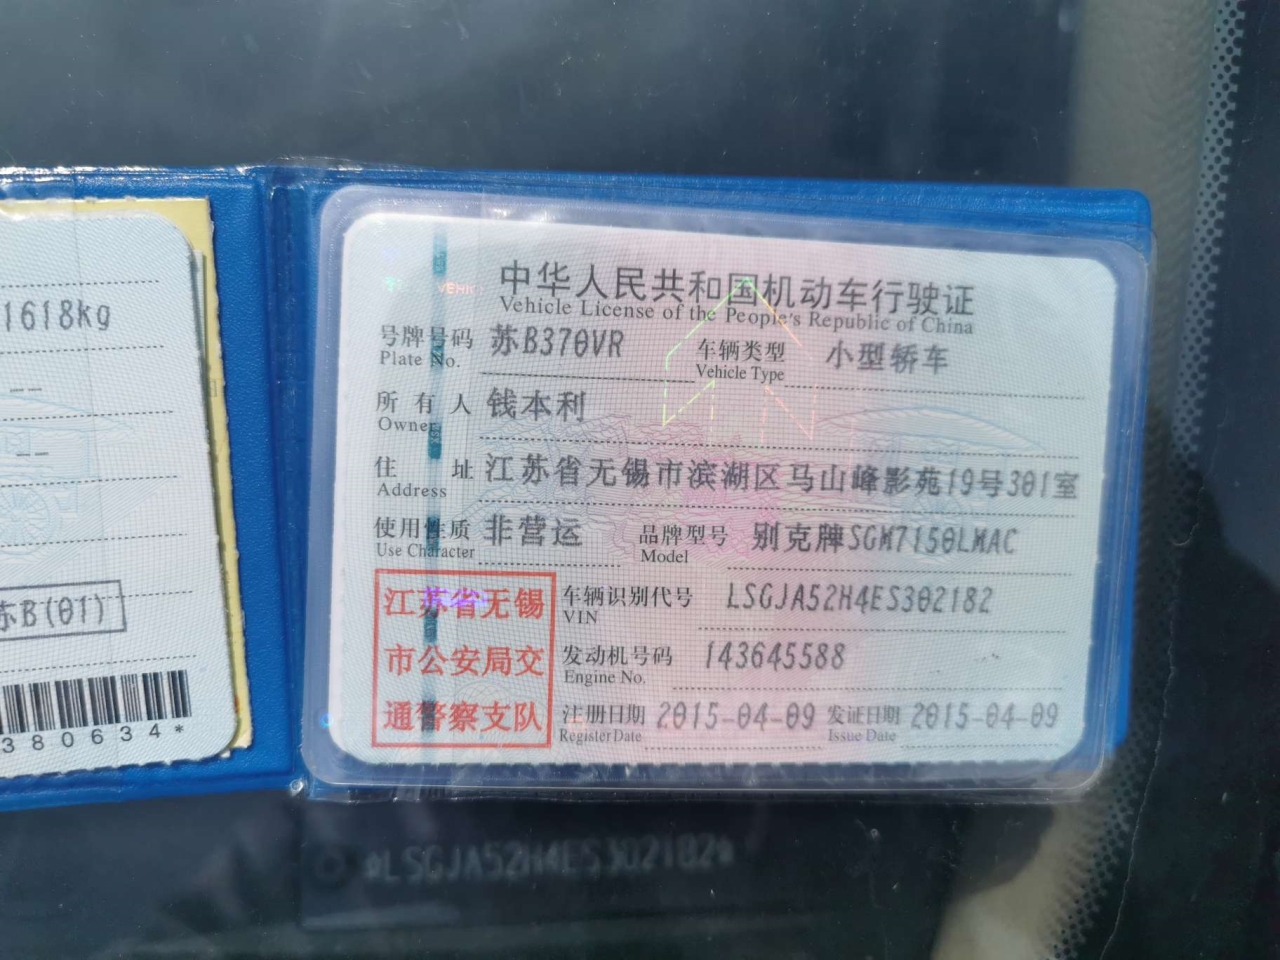 1618kg
--
--
苏B(01)
380634*
中华人民共和国机动车行驶证
Vehicle License of the People's Republic of China
号牌号码 苏B370VR 车辆类型 小型轿车
Plate No. Vehicle Type
所有人 钱本利
Owner
住址 江苏省无锡市滨湖区马山峰影苑19号301室
Address
使用性质 非营运 品牌型号 别克牌SGM7150LMAC
Use Character Model
江苏省无锡
市公安局交
通警察支队
车辆识别代号 LSGJA52H4ES302182
VIN
发动机号码 143645588
Engine No.
注册日期 2015-04-09 发证日期 2015-04-09
Register Date Issue Date
*LSGJA52H4ES302182*